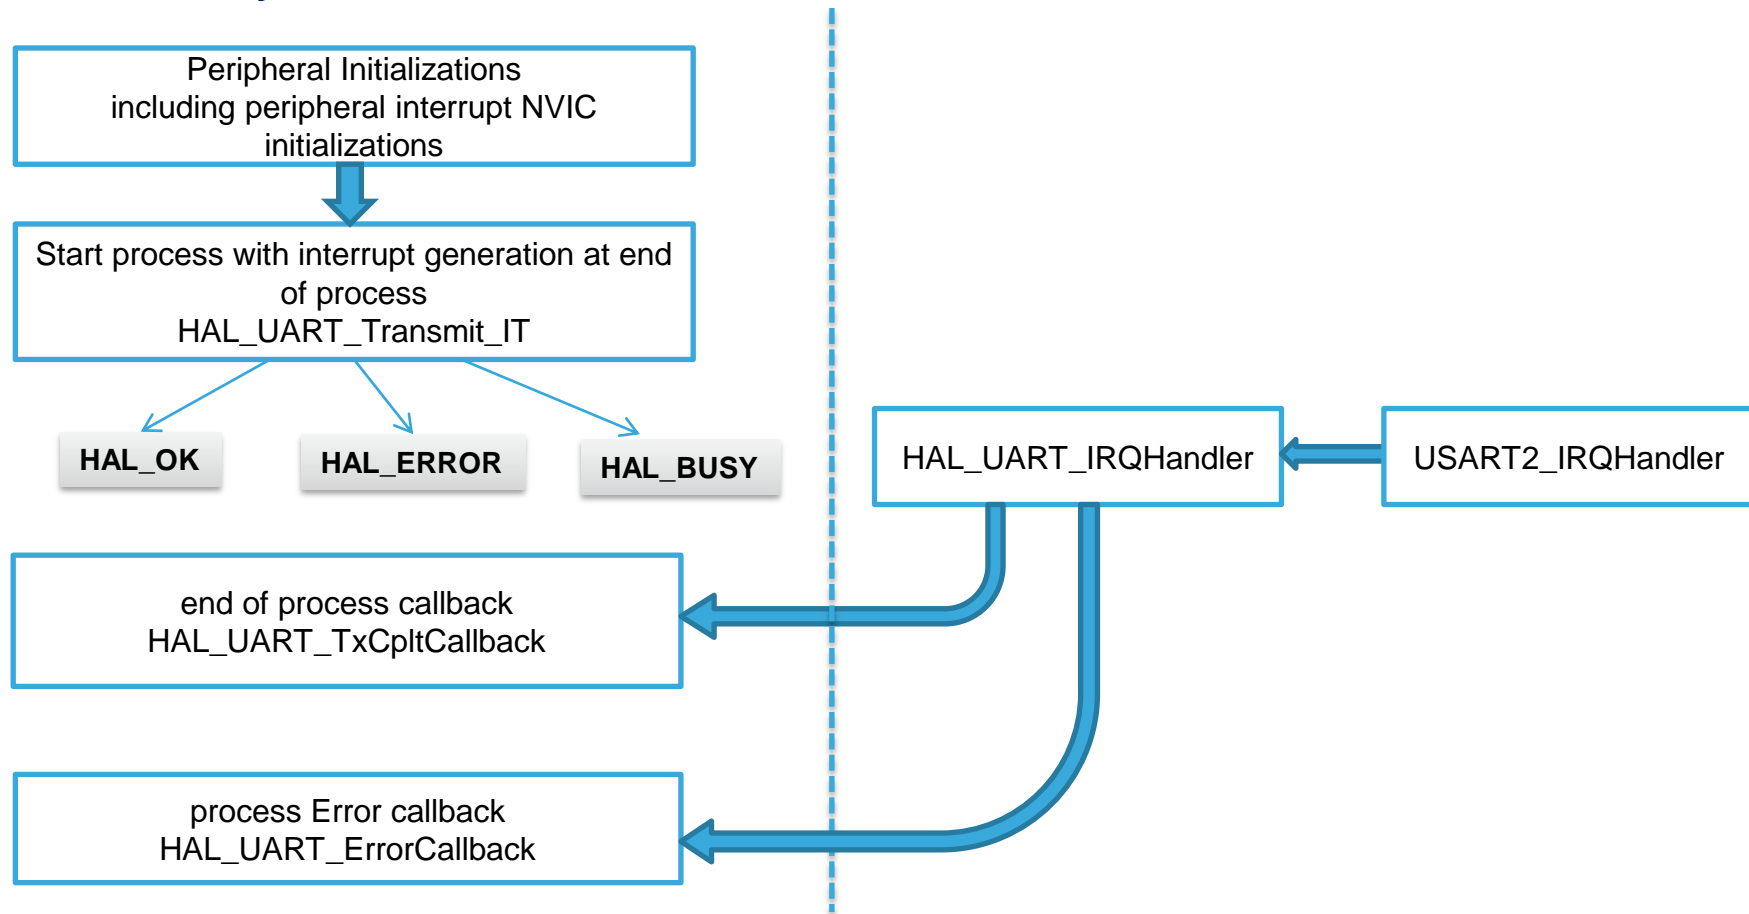 Peripheral Initializations
including peripheral interrupt NVIC
initializations
Start process with interrupt generation at end
of process
HAL_UART_Transmit_IT
HAL_OK
HAL_ERROR
HAL_BUSY
HAL_UART_IRQHandler
USART2_IRQHandler
end of process callback
HAL_UART_TxCpltCallback
process Error callback
HAL_UART_ErrorCallback